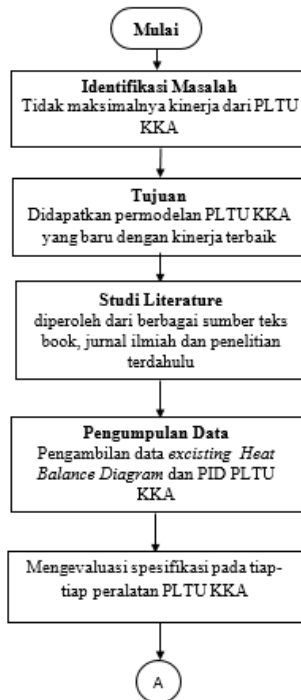 Mulai
Identifikasi Masalah
Tidak maksimalnya kinerja dari PLTU
KKA
Tujuan
Didapatkan permodelan PLTU KKA
yang baru dengan kinerja terbaik
Studi Literature
diperoleh dari berbagai sumber teks
book, jurnal ilmiah dan penelitian
terdahulu
Pengumpulan Data
Pengambilan data excisting Heat
Balance Diagram dan PID PLTU
KKA
Mengevaluasi spesifikasi pada tiap-
tiap peralatan PLTU KKA
A